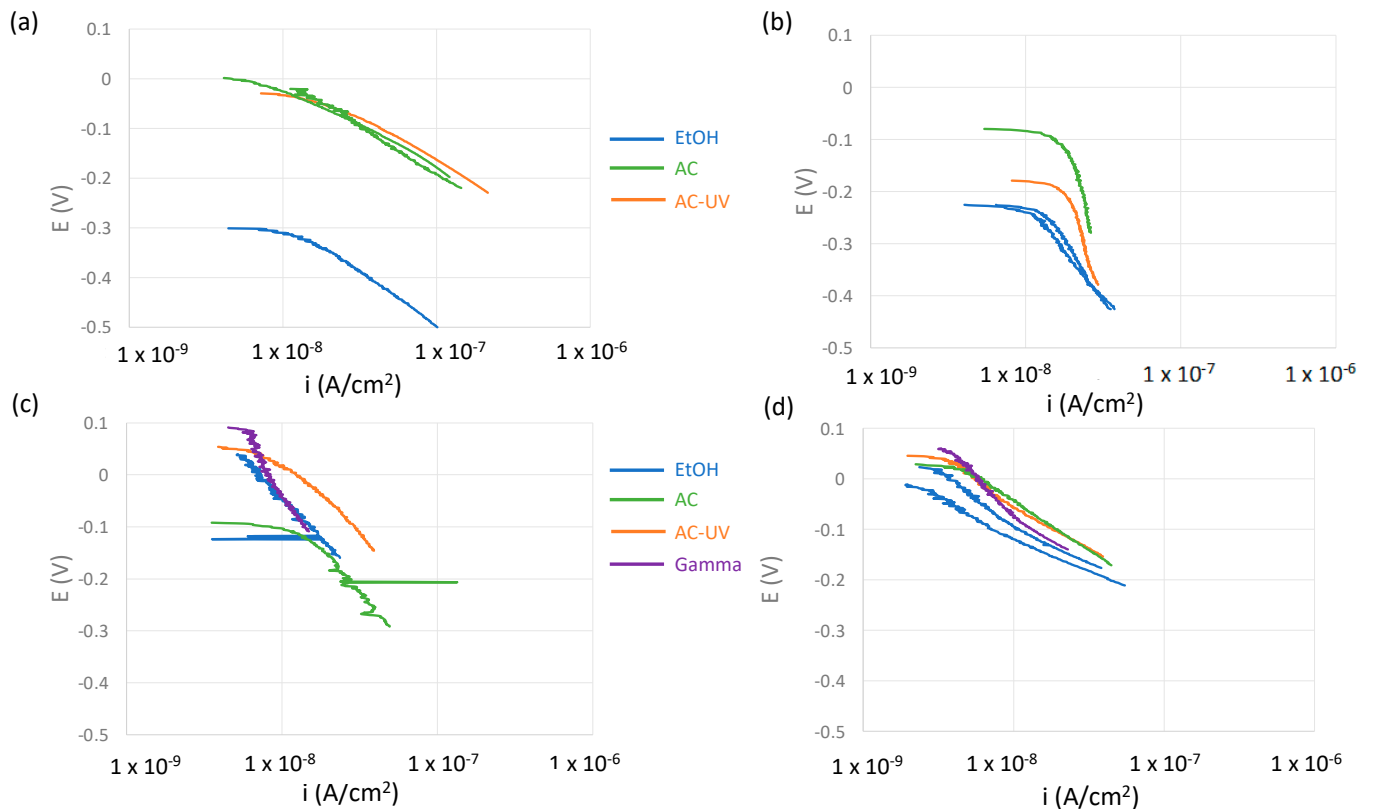 (a)
0.1
0
-0.1
-0.2
-0.3
-0.4
-0.5
E (V)
1 x 10-9
1 x 10-8
1 x 10-7
1 x 10-6
i (A/cm2)
EtOH
AC
AC-UV
(b)
0.1
0
-0.1
-0.2
-0.3
-0.4
-0.5
E (V)
1 x 10-9
1 x 10-8
1 x 10-7
1 x 10-6
i (A/cm2)
(c)
0.1
0
-0.1
-0.2
-0.3
-0.4
-0.5
E (V)
1 x 10-9
1 x 10-8
1 x 10-7
1 x 10-6
i (A/cm2)
EtOH
AC
AC-UV
Gamma
(d)
0.1
0
-0.1
-0.2
-0.3
-0.4
-0.5
E (V)
1 x 10-9
1 x 10-8
1 x 10-7
1 x 10-6
i (A/cm2)